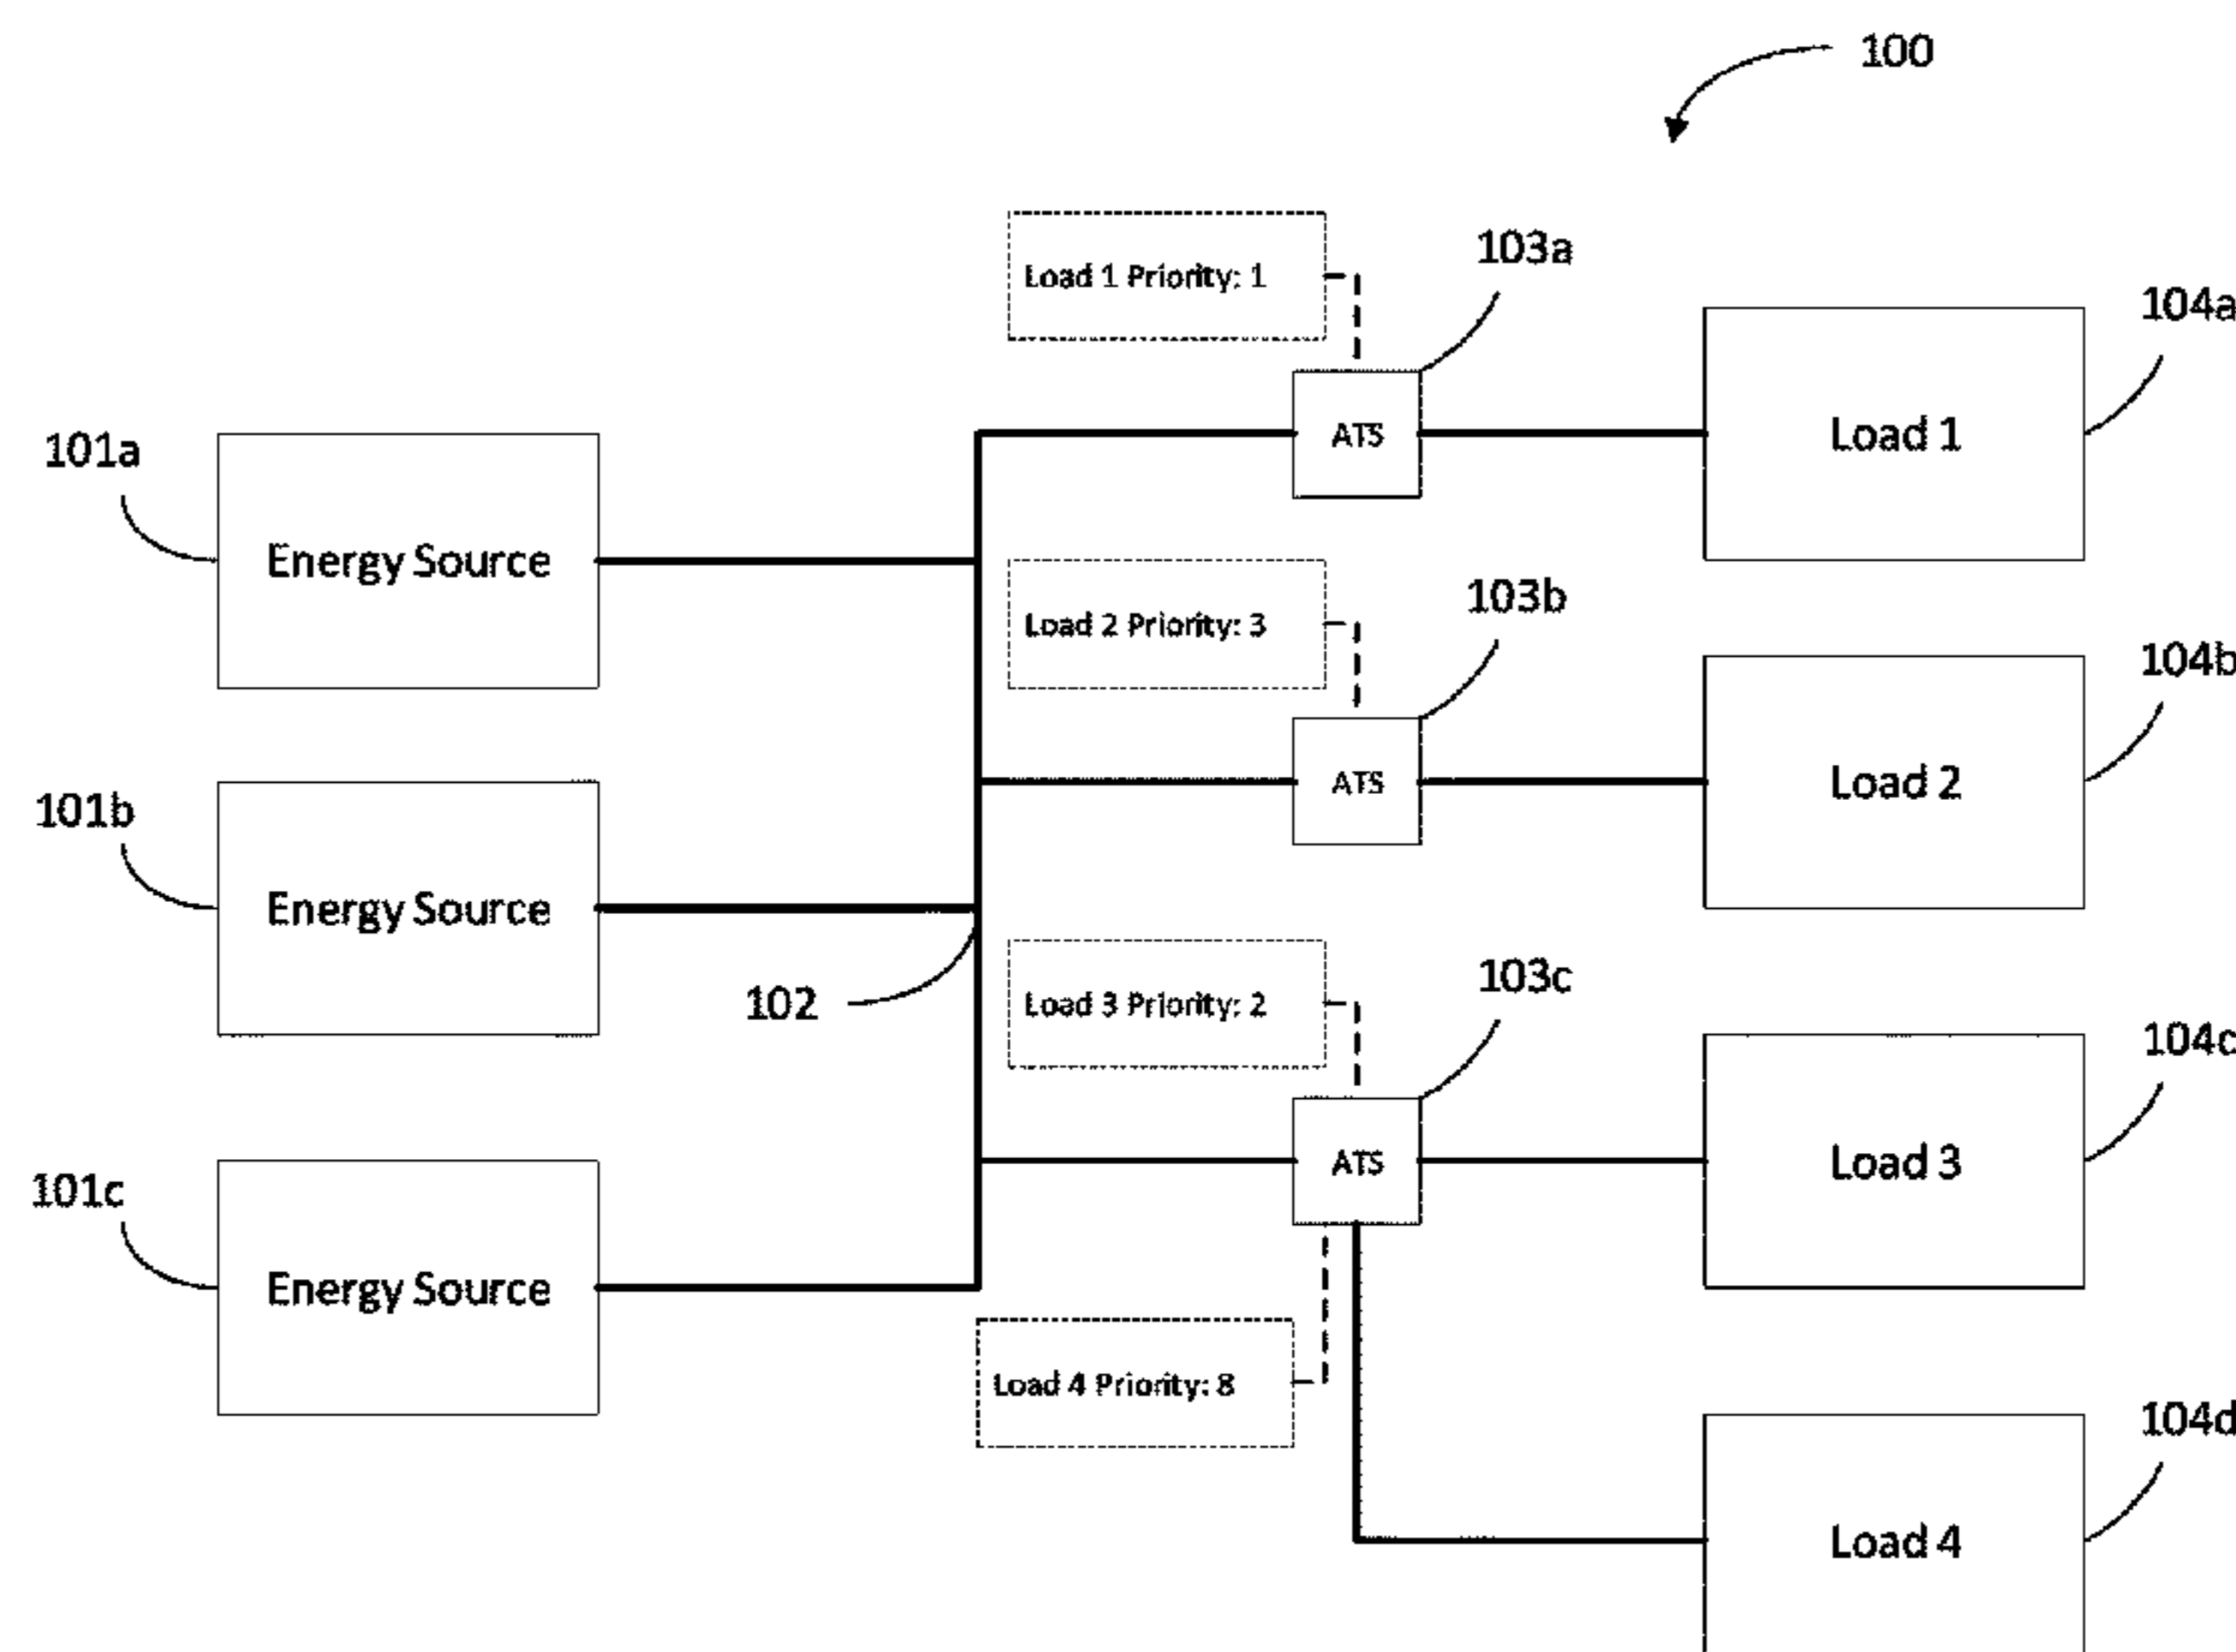 100
Load 1 Priority: 1
103a
104a
ATS
Load 1
101a
Energy Source
Load 2 Priority: 3
103b
104b
ATS
Load 2
101b
Energy Source
102
Load 3 Priority: 2
103c
104c
ATS
Load 3
101c
Energy Source
Load 4 Priority: 8
104d
Load 4